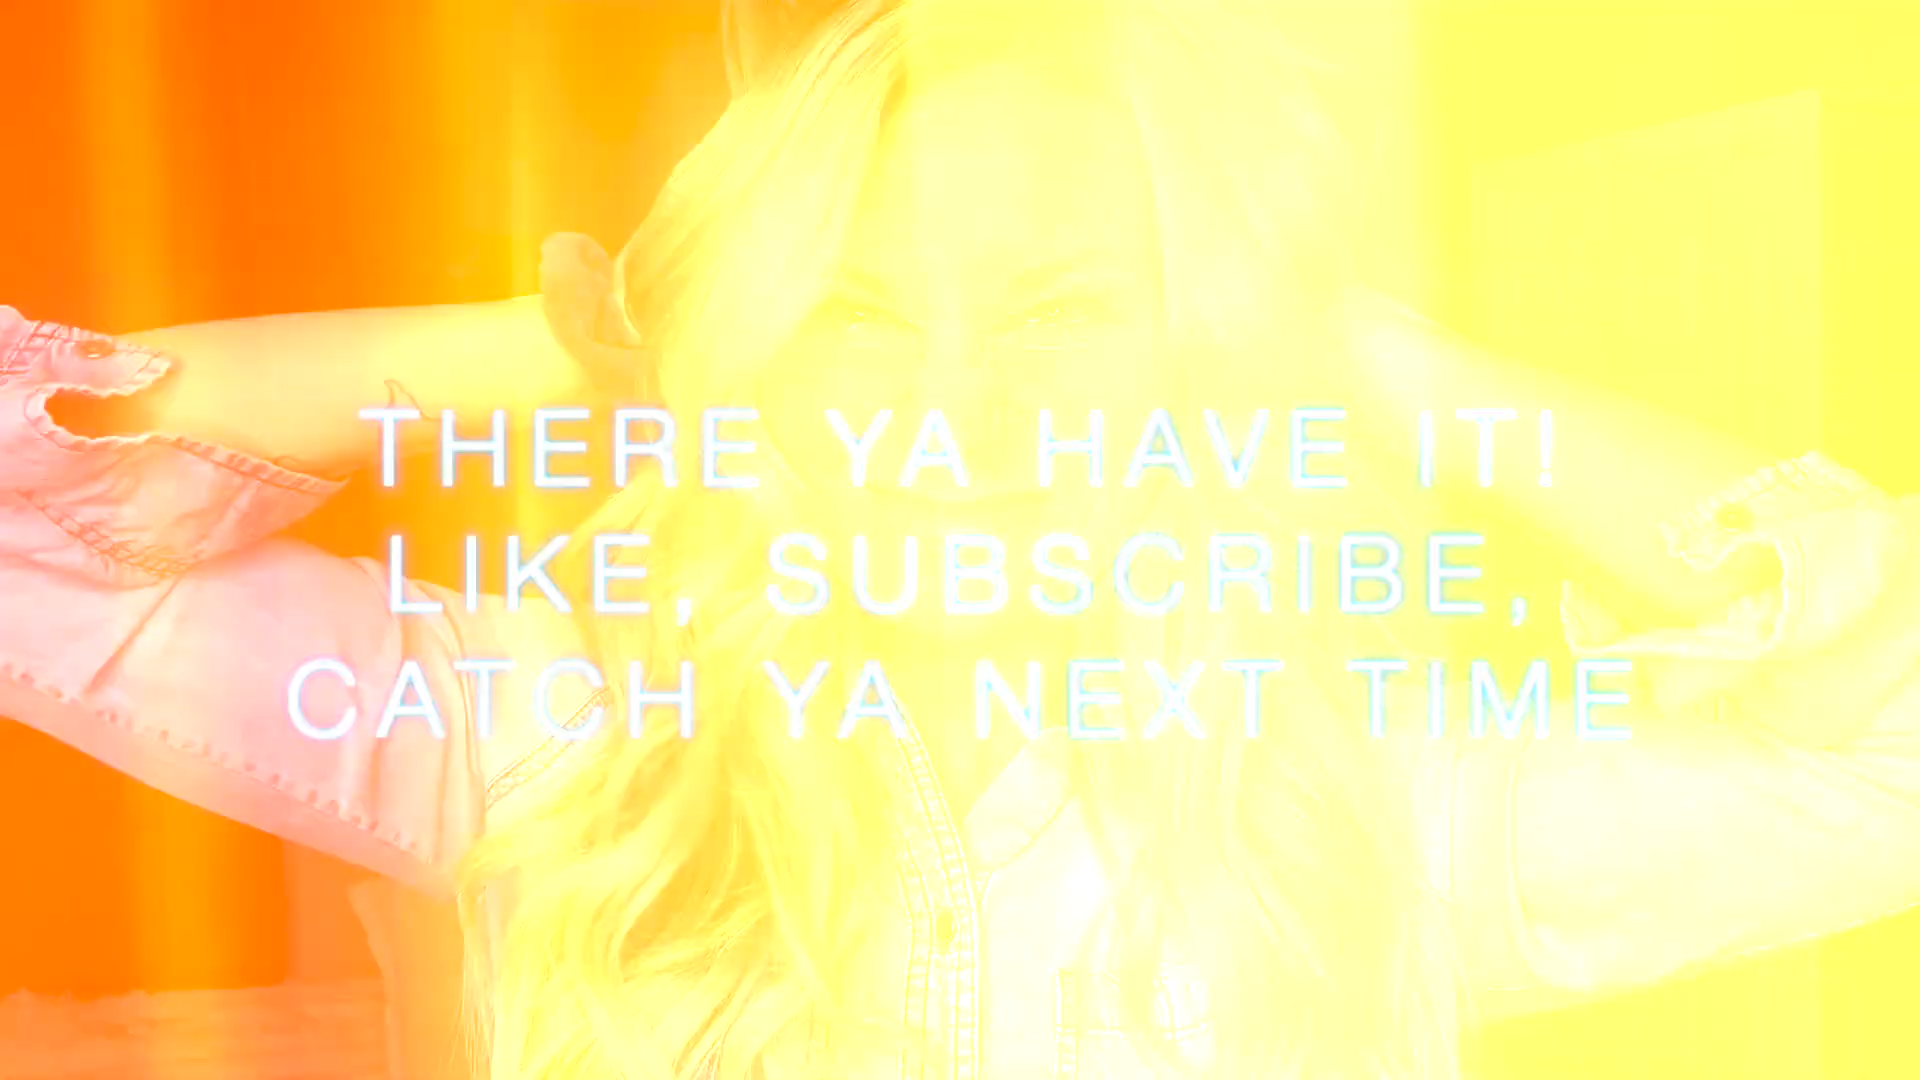 THERE YA HAVE IT!
LIKE, SUBSCRIBE,
CATCH YA NEXT TIME